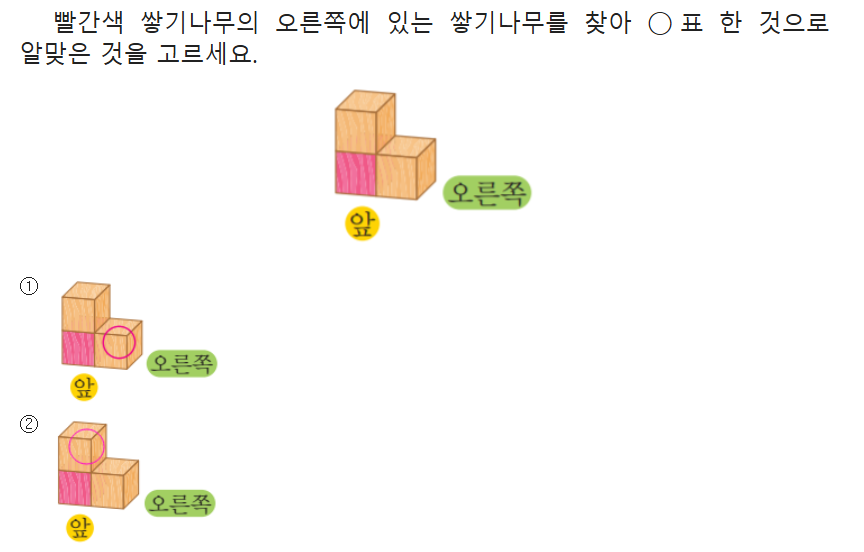 빨간색 쌓기나무의 오른쪽에 있는 쌓기나무를 찾아 ○표 한 것으로
알맞은 것을 고르세요.
오른쪽
앞
①
오른쪽
앞
②
오른쪽
앞